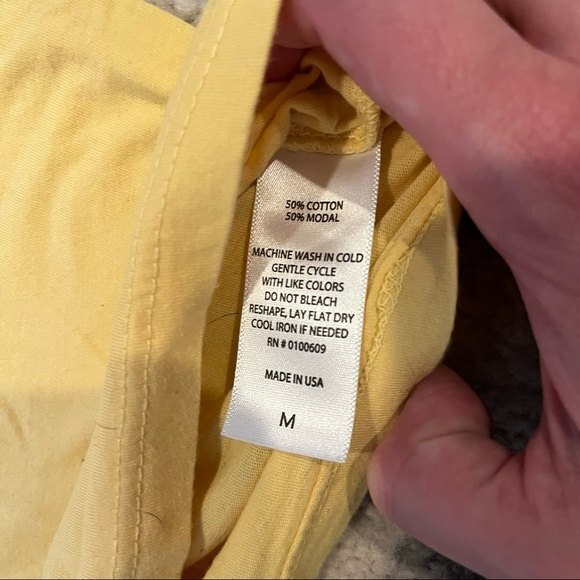 50% COTTON
50% MODAL
MACHINE WASH IN COLD
GENTLE CYCLE
WITH LIKE COLORS
DO NOT BLEACH
RESHAPE, LAY FLAT DRY
COOL IRON IF NEEDED
RN # 0100609
MADE IN USA
M